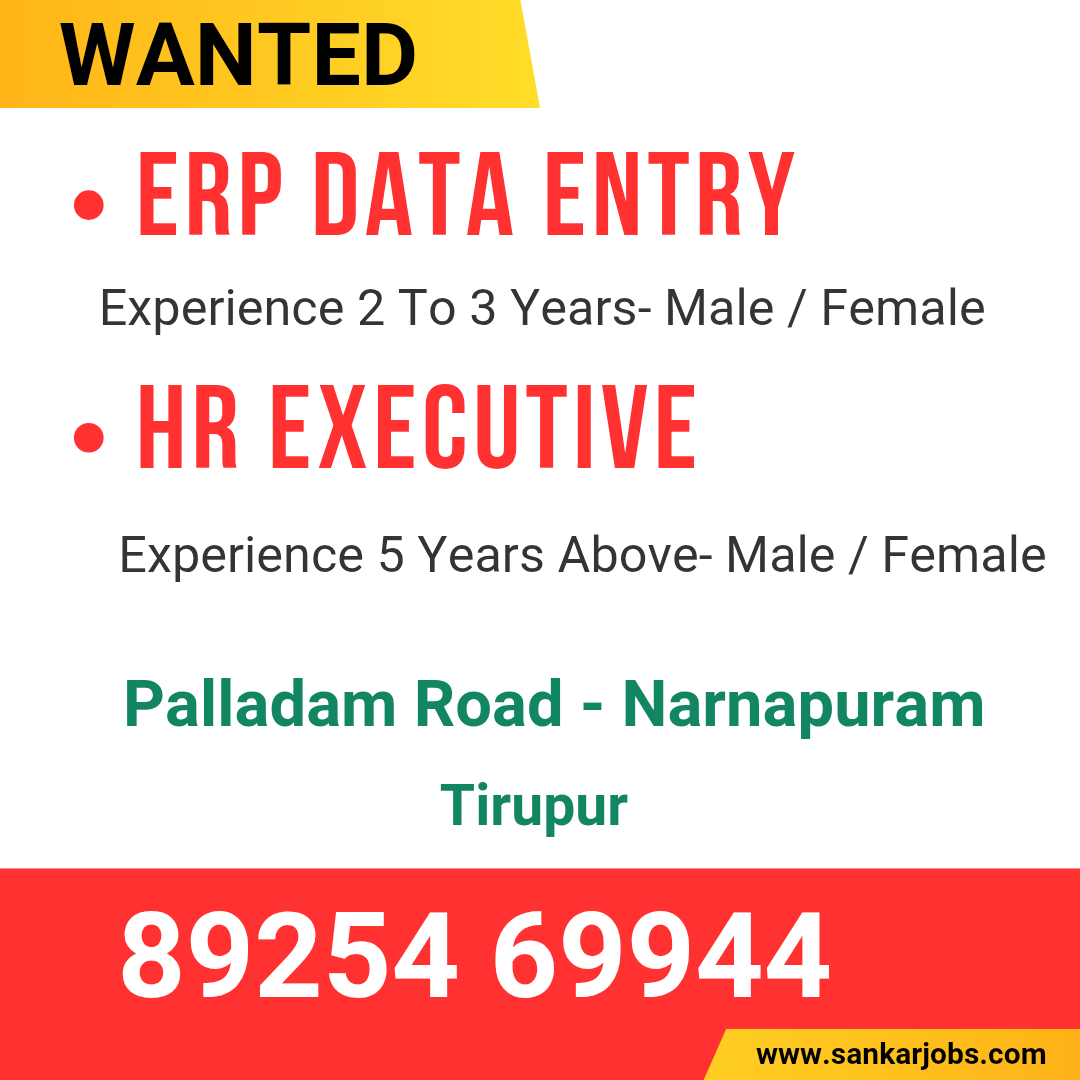 WANTED
• ERP DATA ENTRY
Experience 2 To 3 Years- Male / Female
• HR EXECUTIVE
Experience 5 Years Above- Male / Female
Palladam Road - Narnapuram
Tirupur
89254 69944
www.sankarjobs.com